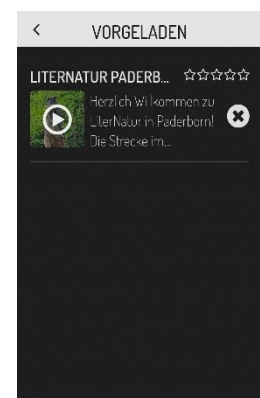 VORGELADEN
LITERNATUR PADERB...
Herzlich Willkommen zu
LiterNatur in Paderborn!
Die Strecke im...